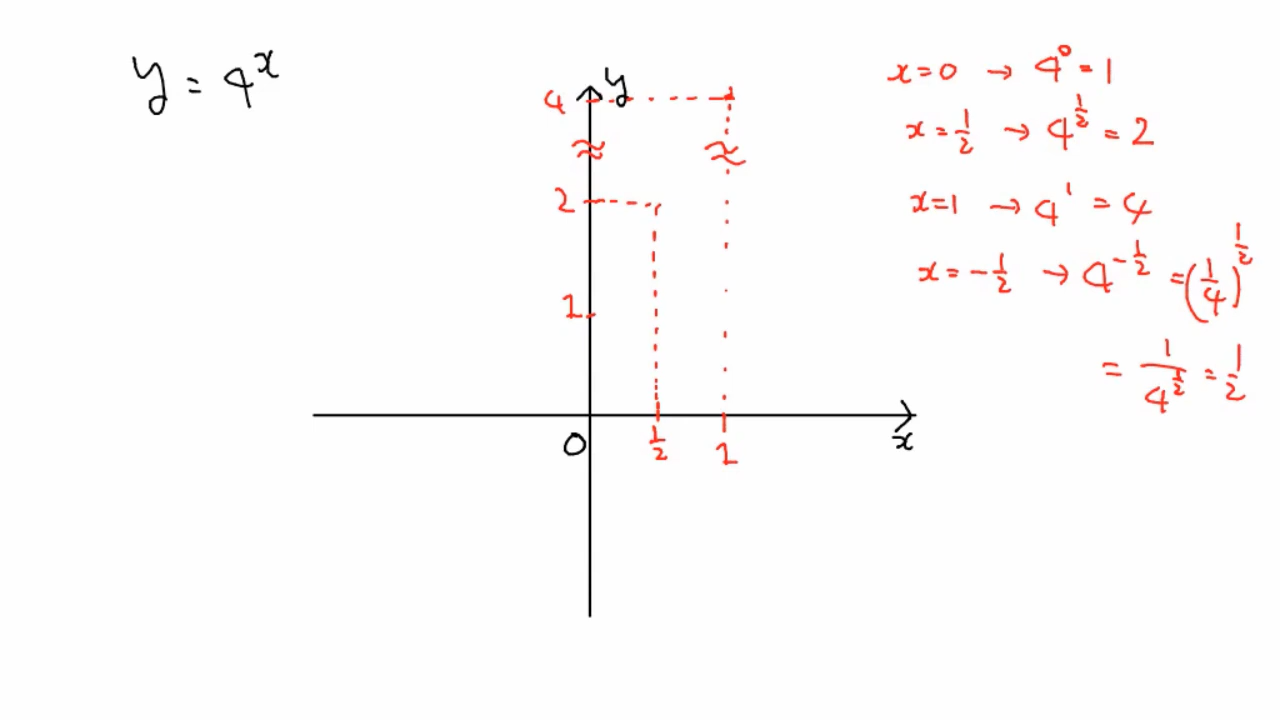 y = 4^x
x=0 → 4^0 = 1
x = 1/2 → 4^{1/2} = 2
x=1 → 4^1 = 4
x = -1/2 → 4^{-1/2} = (1/4)^{1/2}
= 1/4^{1/2} = 1/2
y
4
≈ ≈
2
1
0
1/2
1
x